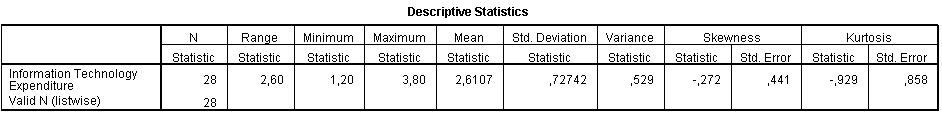 Descriptive Statistics
N Range Minimum Maximum Mean Std. Deviation Variance Skewness Kurtosis
Statistic Statistic Statistic Statistic Statistic Statistic Statistic Statistic Std. Error Statistic Std. Error
Information Technology Expenditure 28 2,60 1,20 3,80 2,6107 ,72742 ,529 -,272 ,441 -,929 ,858
Valid N (listwise) 28